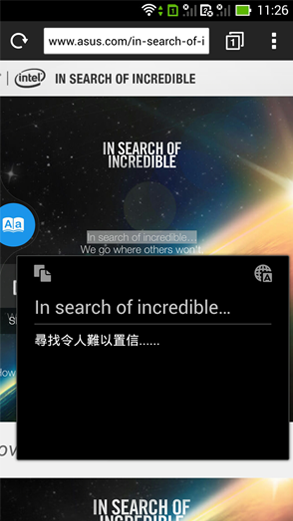 11:26
www.asus.com/in-search-of-i
1
intel IN SEARCH OF INCREDIBLE
IN SEARCH OF
INCREDIBLE
In search of incredible...
We go where others won't.
In search of incredible...
尋找令人難以置信......
IN SEARCH OF
INCREDIBLE